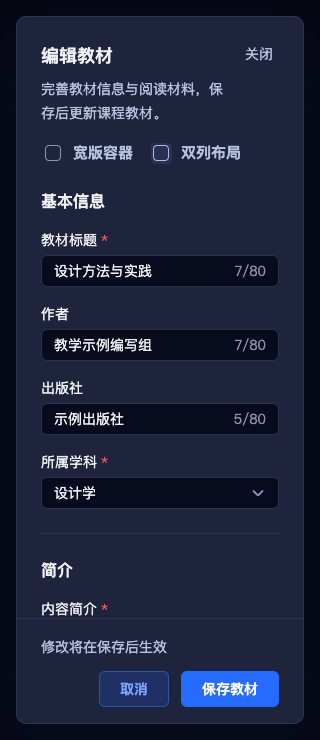 编辑教材
关闭
完善教材信息与阅读材料，保
存后更新课程教材。
宽版容器 双列布局
基本信息
教材标题 *
设计方法与实践 7/80
作者
教学示例编写组 7/80
出版社
示例出版社 5/80
所属学科 *
设计学
简介
内容简介 *
修改将在保存后生效
取消 保存教材